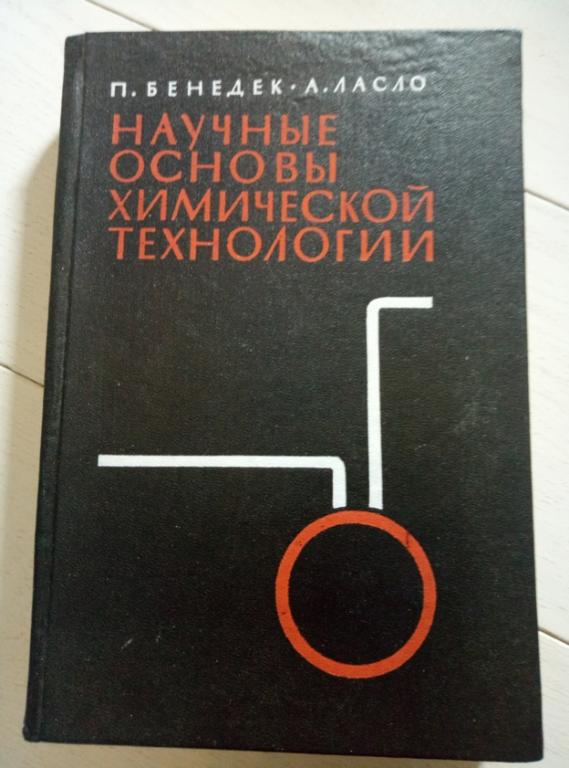 П. БЕНЕДЕК · А. ЛАСЛО
НАУЧНЫЕ
ОСНОВЫ
ХИМИЧЕСКОЙ
ТЕХНОЛОГИИ